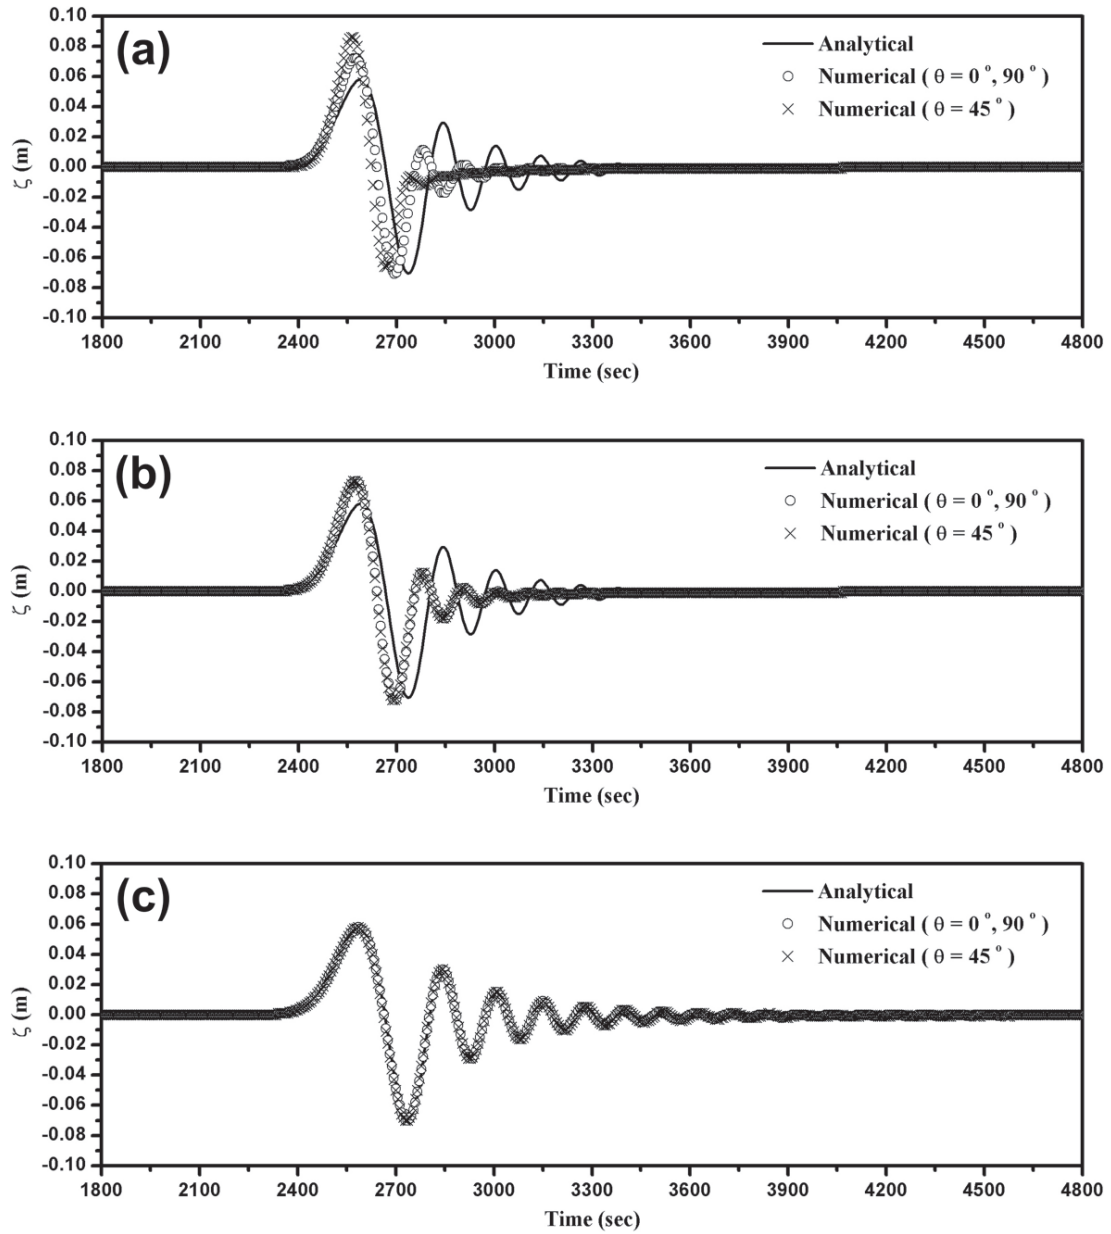 (a)
Analytical
Numerical ( θ = 0 °, 90 ° )
Numerical ( θ = 45 ° )
0.10
0.08
0.06
0.04
0.02
0.00
-0.02
-0.04
-0.06
-0.08
-0.10
ζ (m)
1800 2100 2400 2700 3000 3300 3600 3900 4200 4500 4800
Time (sec)
(b)
Analytical
Numerical ( θ = 0 °, 90 ° )
Numerical ( θ = 45 ° )
0.10
0.08
0.06
0.04
0.02
0.00
-0.02
-0.04
-0.06
-0.08
-0.10
ζ (m)
1800 2100 2400 2700 3000 3300 3600 3900 4200 4500 4800
Time (sec)
(c)
Analytical
Numerical ( θ = 0 °, 90 ° )
Numerical ( θ = 45 ° )
0.10
0.08
0.06
0.04
0.02
0.00
-0.02
-0.04
-0.06
-0.08
-0.10
ζ (m)
1800 2100 2400 2700 3000 3300 3600 3900 4200 4500 4800
Time (sec)